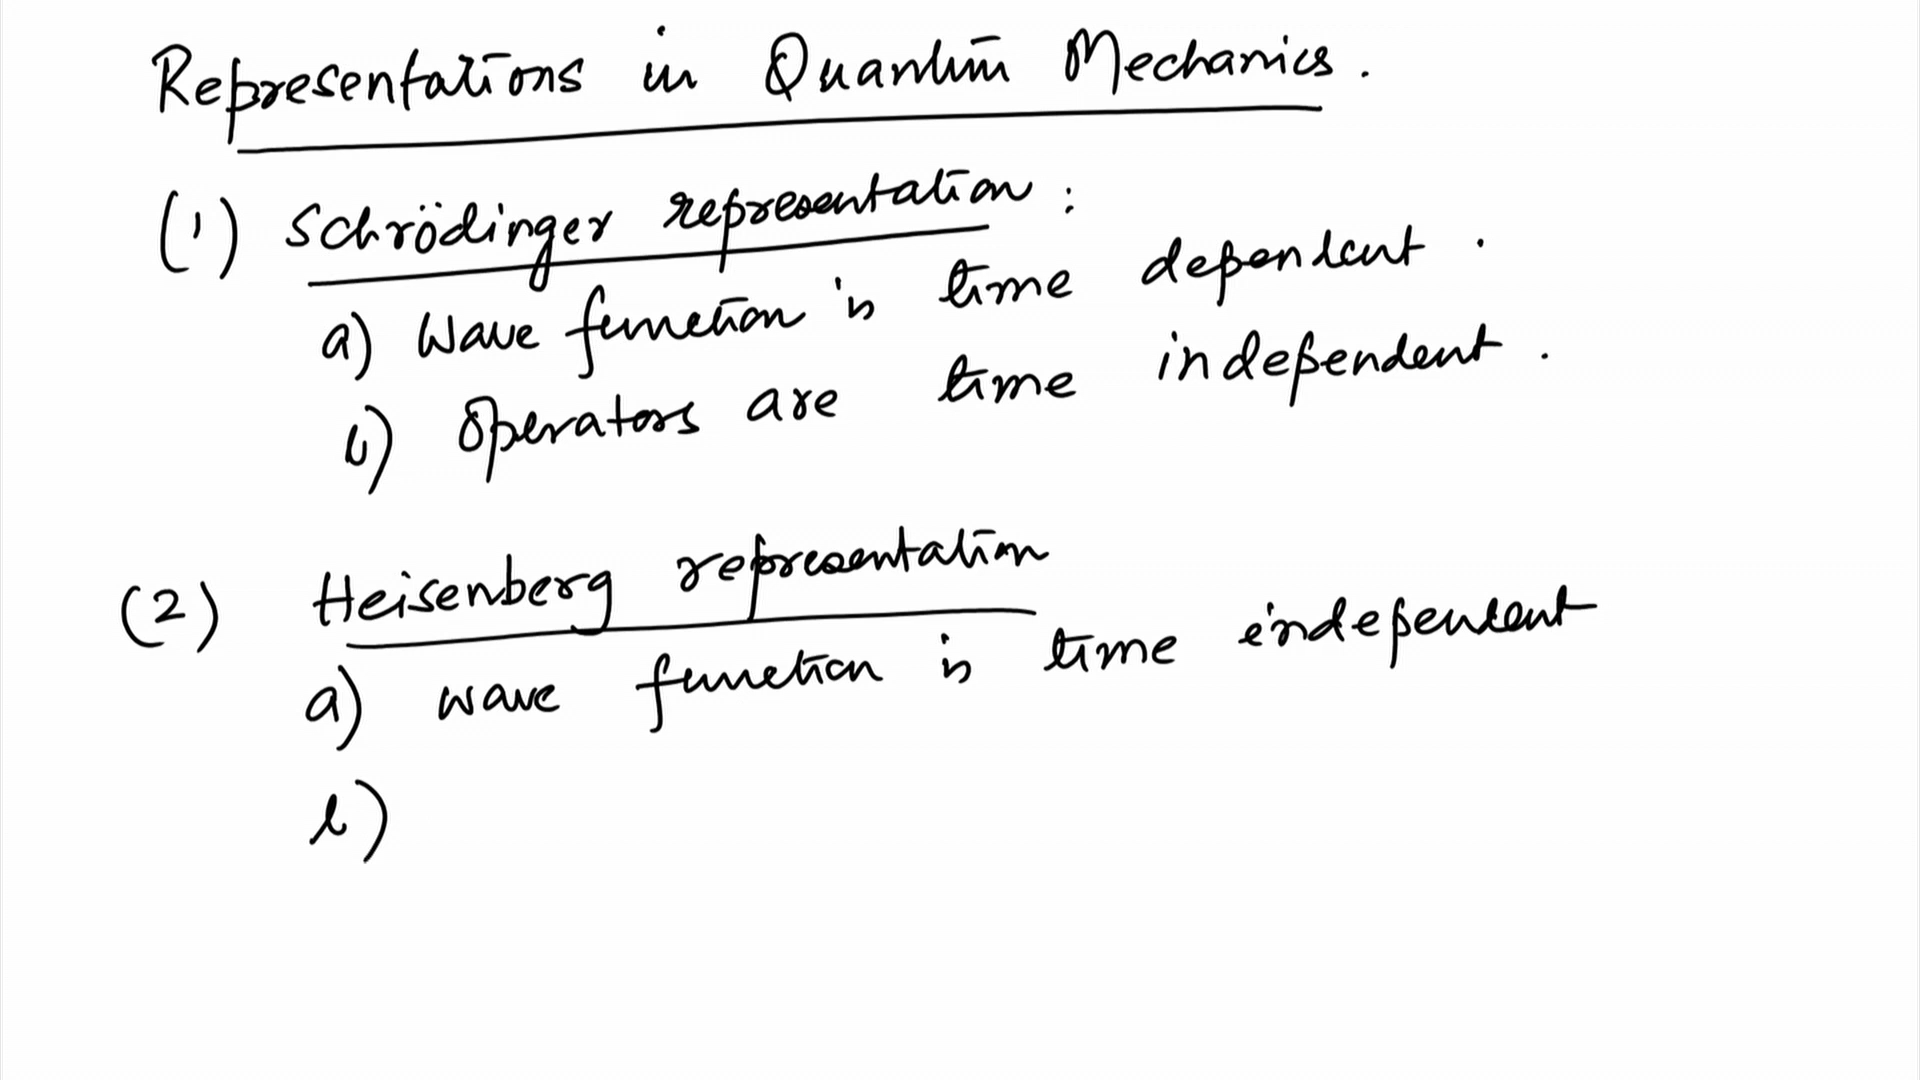 Representations in Quantum Mechanics.
(1) Schrödinger representation:
a) Wave function is time dependent.
b) Operators are time independent.
(2) Heisenberg representation
a) wave function is time independent
b)